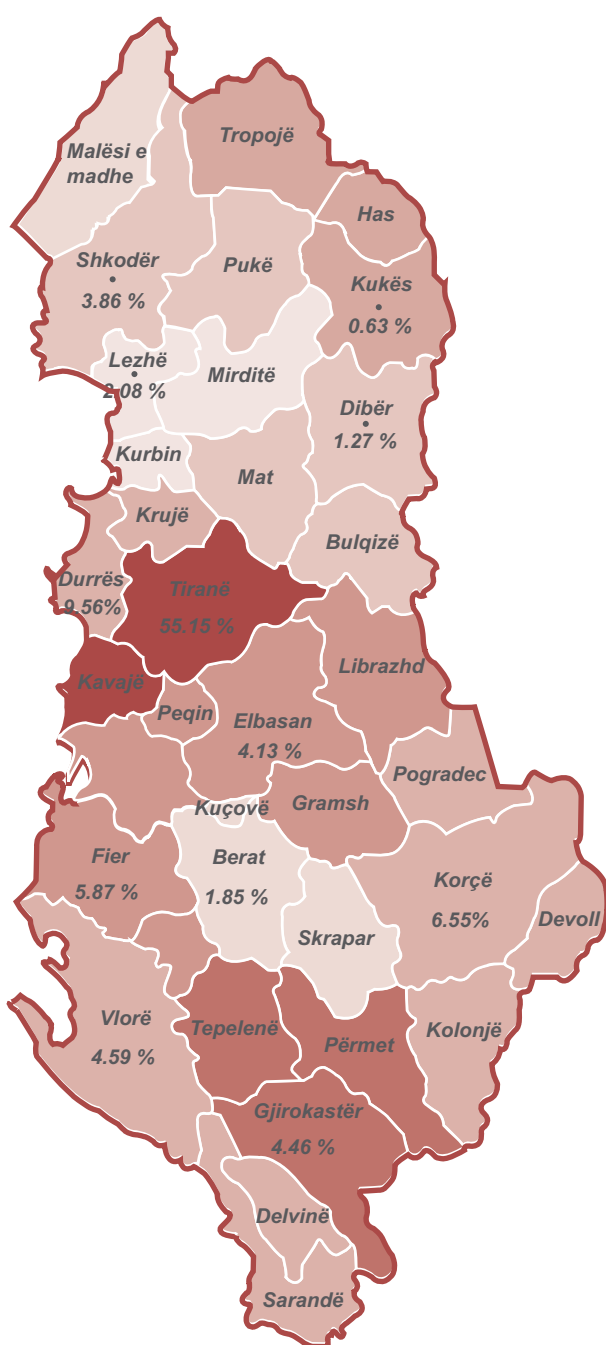 Tropojë
Malësi e
madhe
Has
Shkodër
3.86 %
Pukë
Kukës
0.63 %
Lezhë
2.08 %
Mirditë
Dibër
1.27 %
Kurbin
Mat
Krujë
Bulqizë
Durrës
9.56%
Tiranë
55.15 %
Librazhd
Kavajë
Peqin
Elbasan
4.13 %
Pogradec
Kuçovë
Gramsh
Fier
5.87 %
Berat
1.85 %
Korçë
6.55%
Devoll
Skrapar
Vlorë
4.59 %
Tepelenë
Përmet
Kolonjë
Gjirokastër
4.46 %
Delvinë
Sarandë